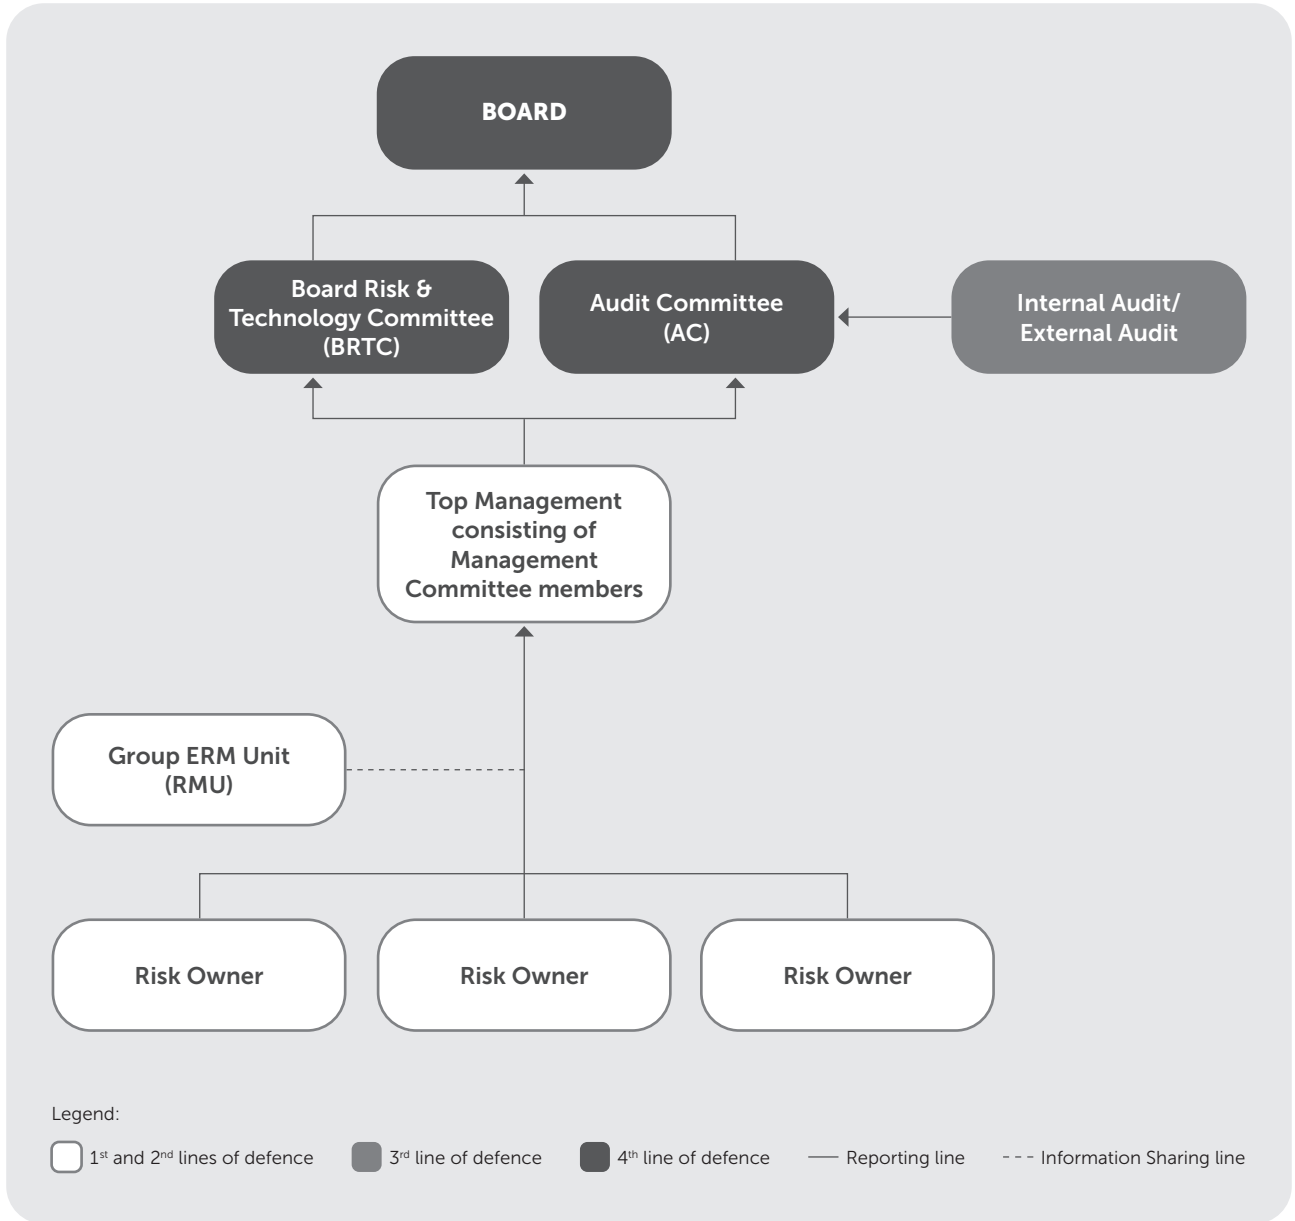 BOARD
Board Risk &
Technology Committee
(BRTC)
Audit Committee
(AC)
Internal Audit/
External Audit
Top Management
consisting of
Management
Committee members
Group ERM Unit
(RMU)
Risk Owner
Risk Owner
Risk Owner
Legend:
1st and 2nd lines of defence
3rd line of defence
4th line of defence
Reporting line
Information Sharing line